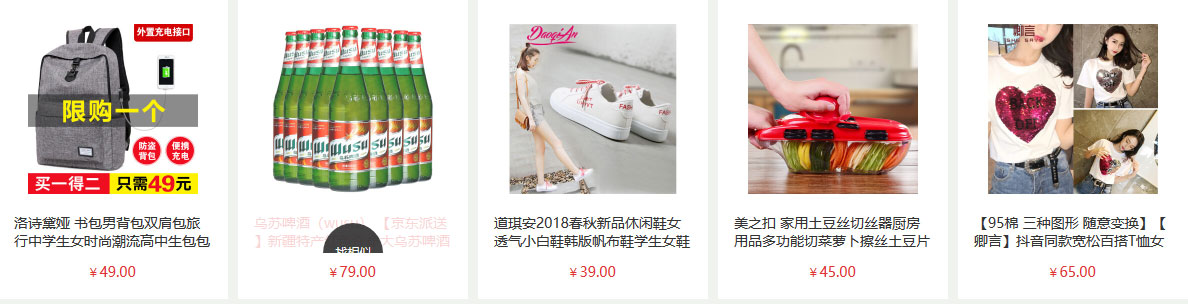 外置充电接口
限购一个
防盗
背包
便携
充电
买一得二
只需49元
洛诗黛娅 书包男背包双肩包旅
行中学生女时尚潮流高中生包包
￥49.00
wusu
乌苏啤酒（wusu） 【京东派送
】新疆特产
大乌苏啤酒
找相似
￥79.00
DaoqiAn
道琪安2018春秋新品休闲鞋女
透气小白鞋韩版帆布鞋学生女鞋
￥39.00
美之扣 家用土豆丝切丝器厨房
用品多功能切菜萝卜擦丝土豆片
￥45.00
卿言
【95棉 三种图形 随意变换】【
卿言】抖音同款宽松百搭T恤女
￥65.00